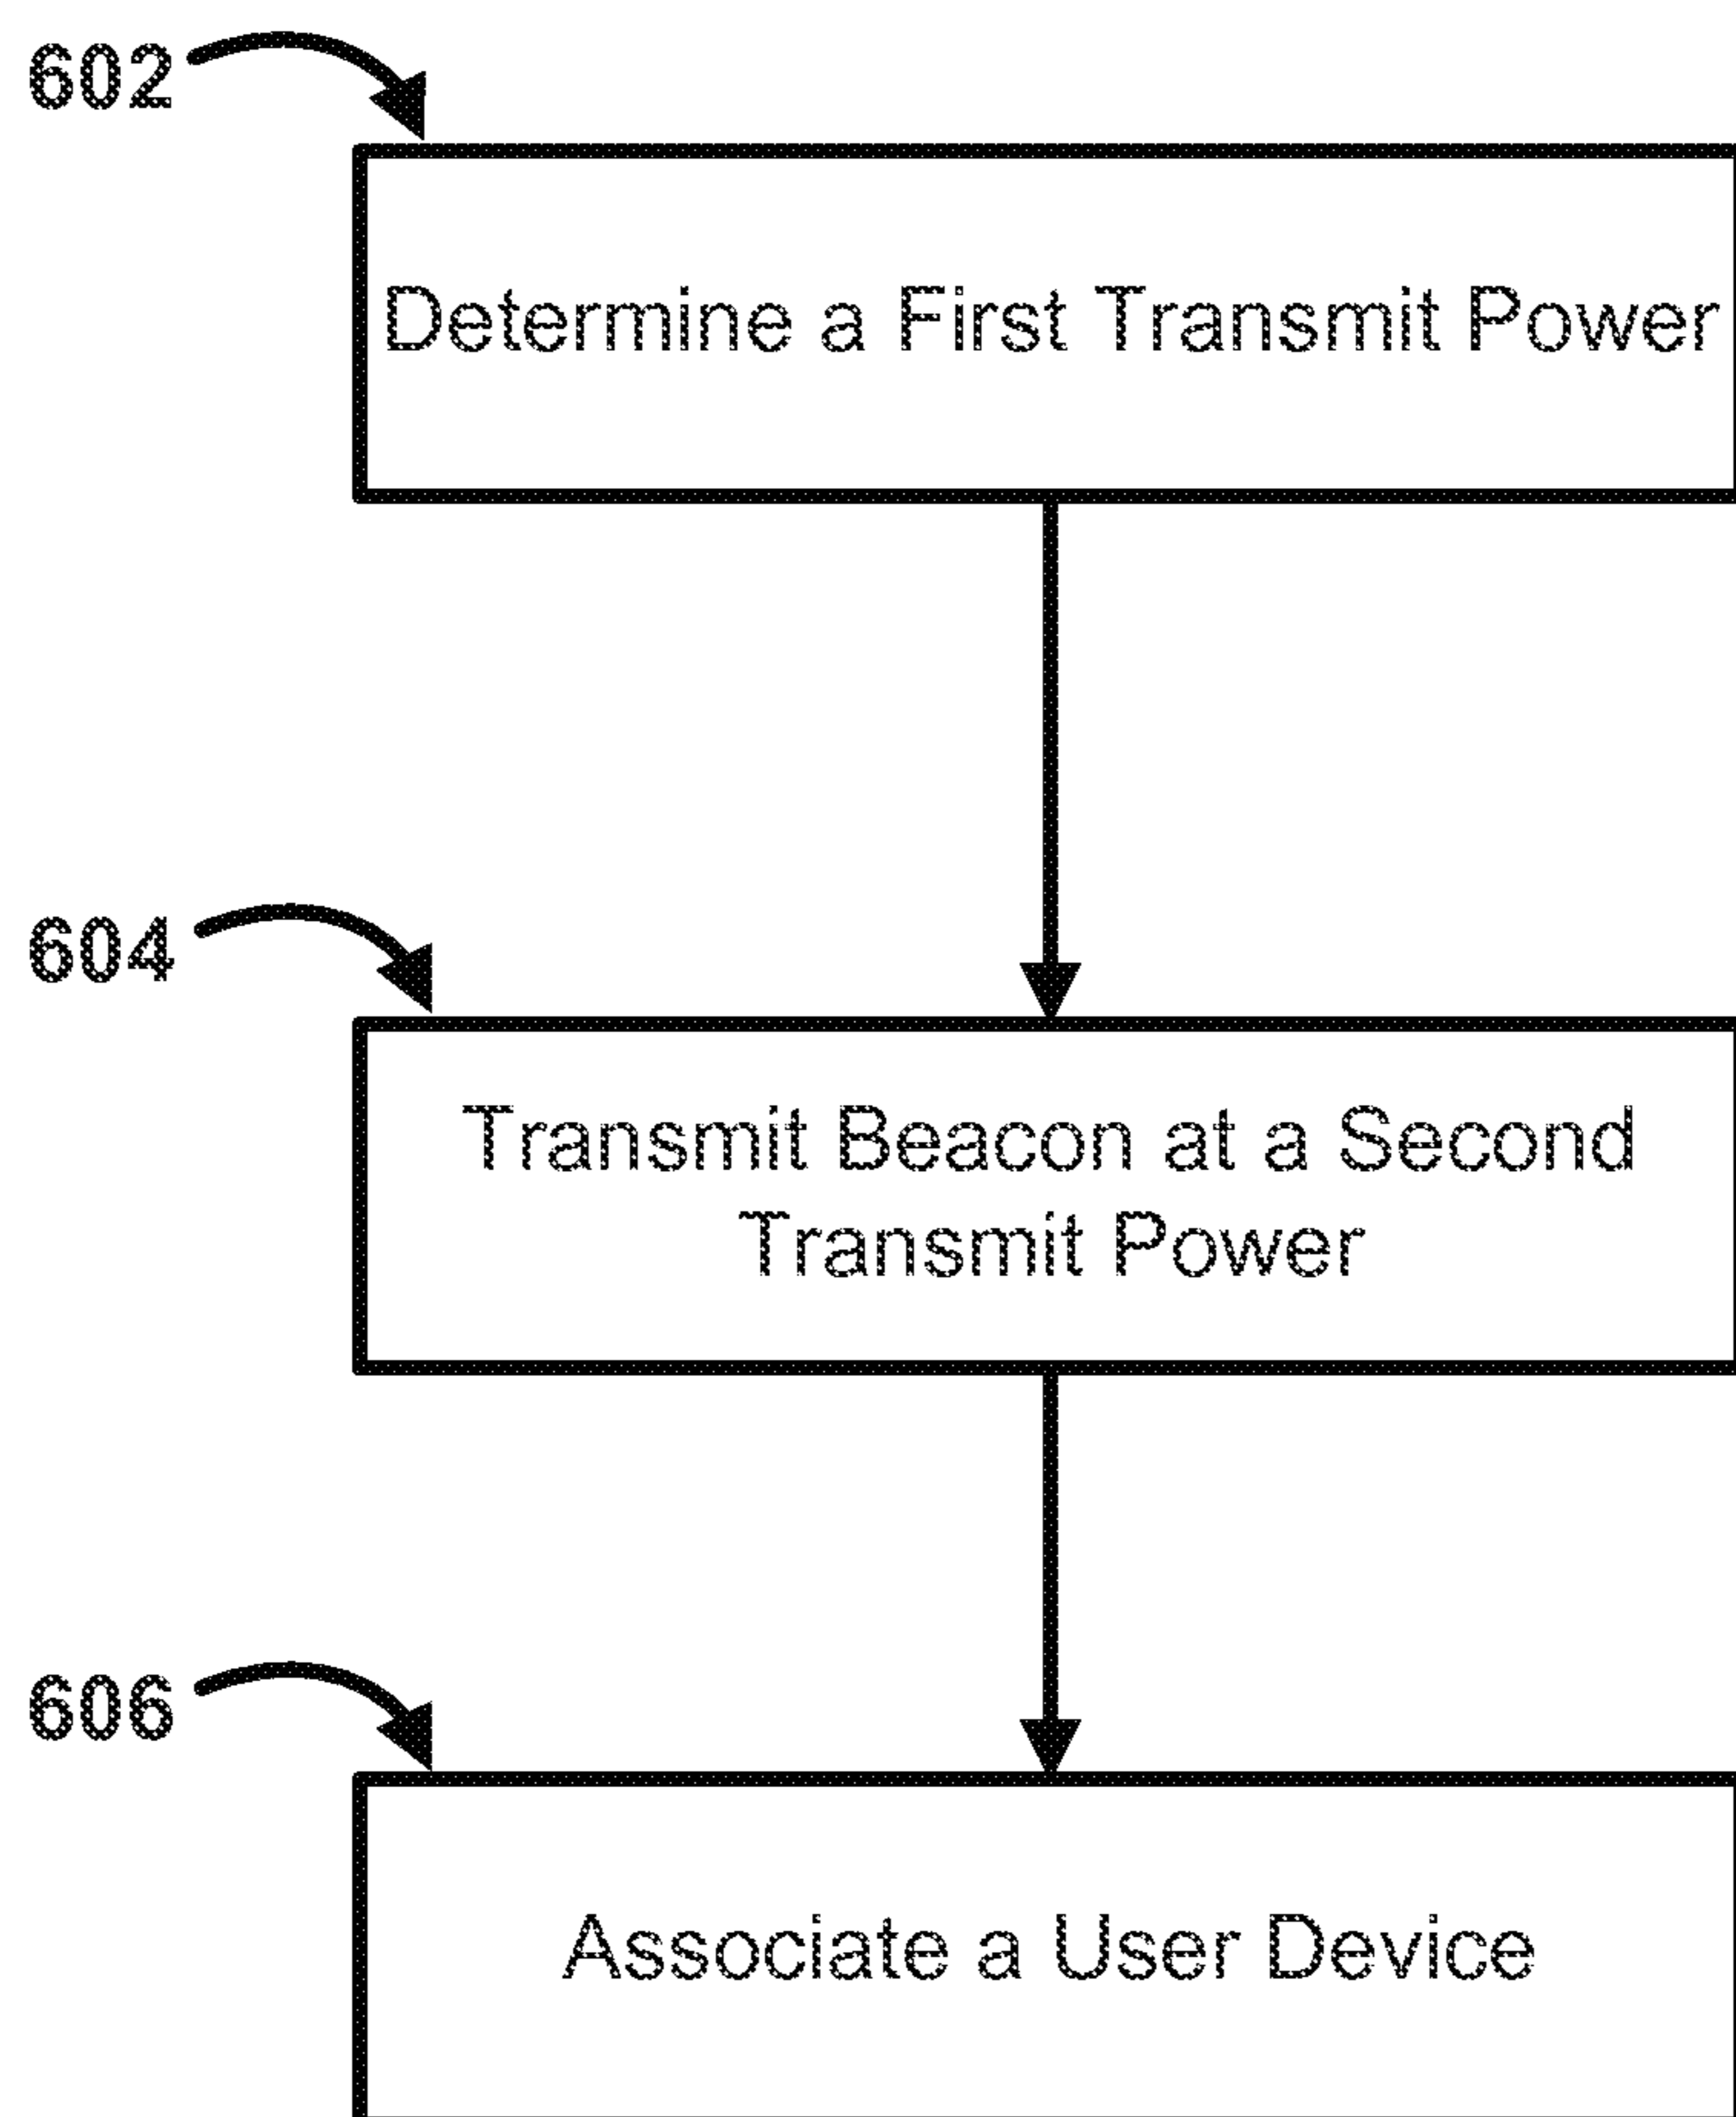 602
Determine a First Transmit Power
604
Transmit Beacon at a Second
Transmit Power
606
Associate a User Device